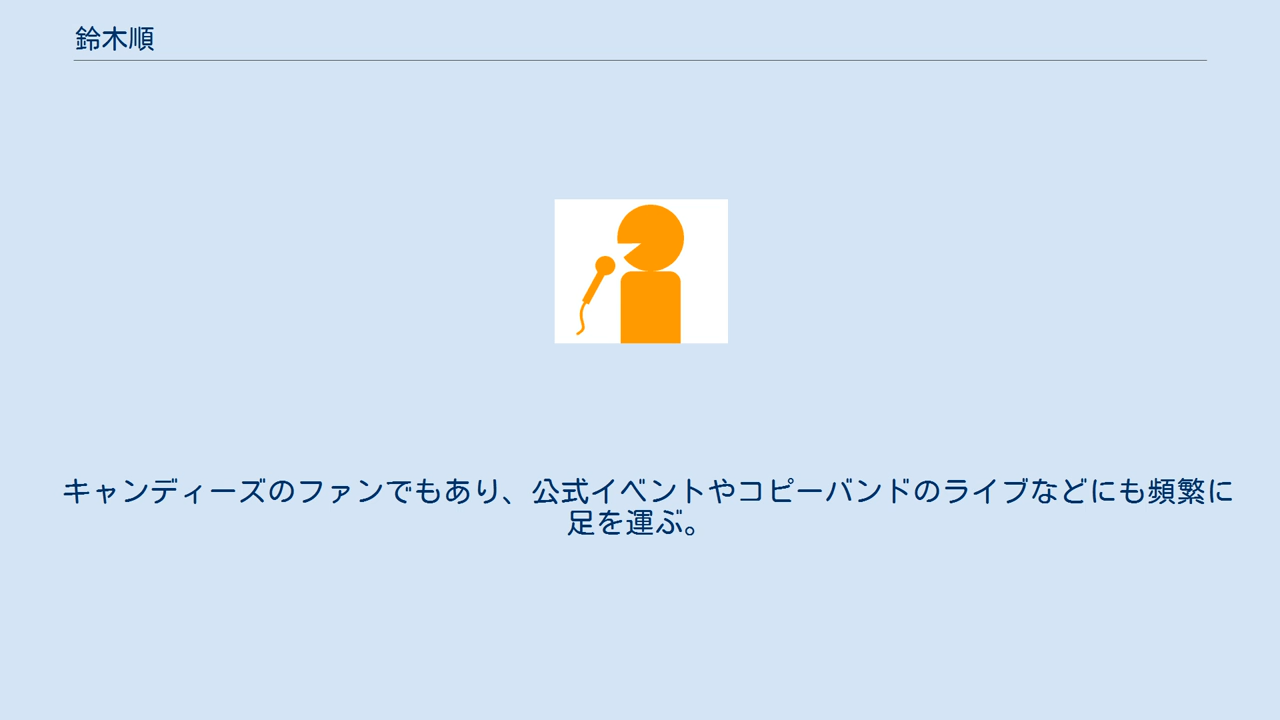 鈴木順
キャンディーズのファンでもあり、公式イベントやコピーバンドのライブなどにも頻繁に
足を運ぶ。